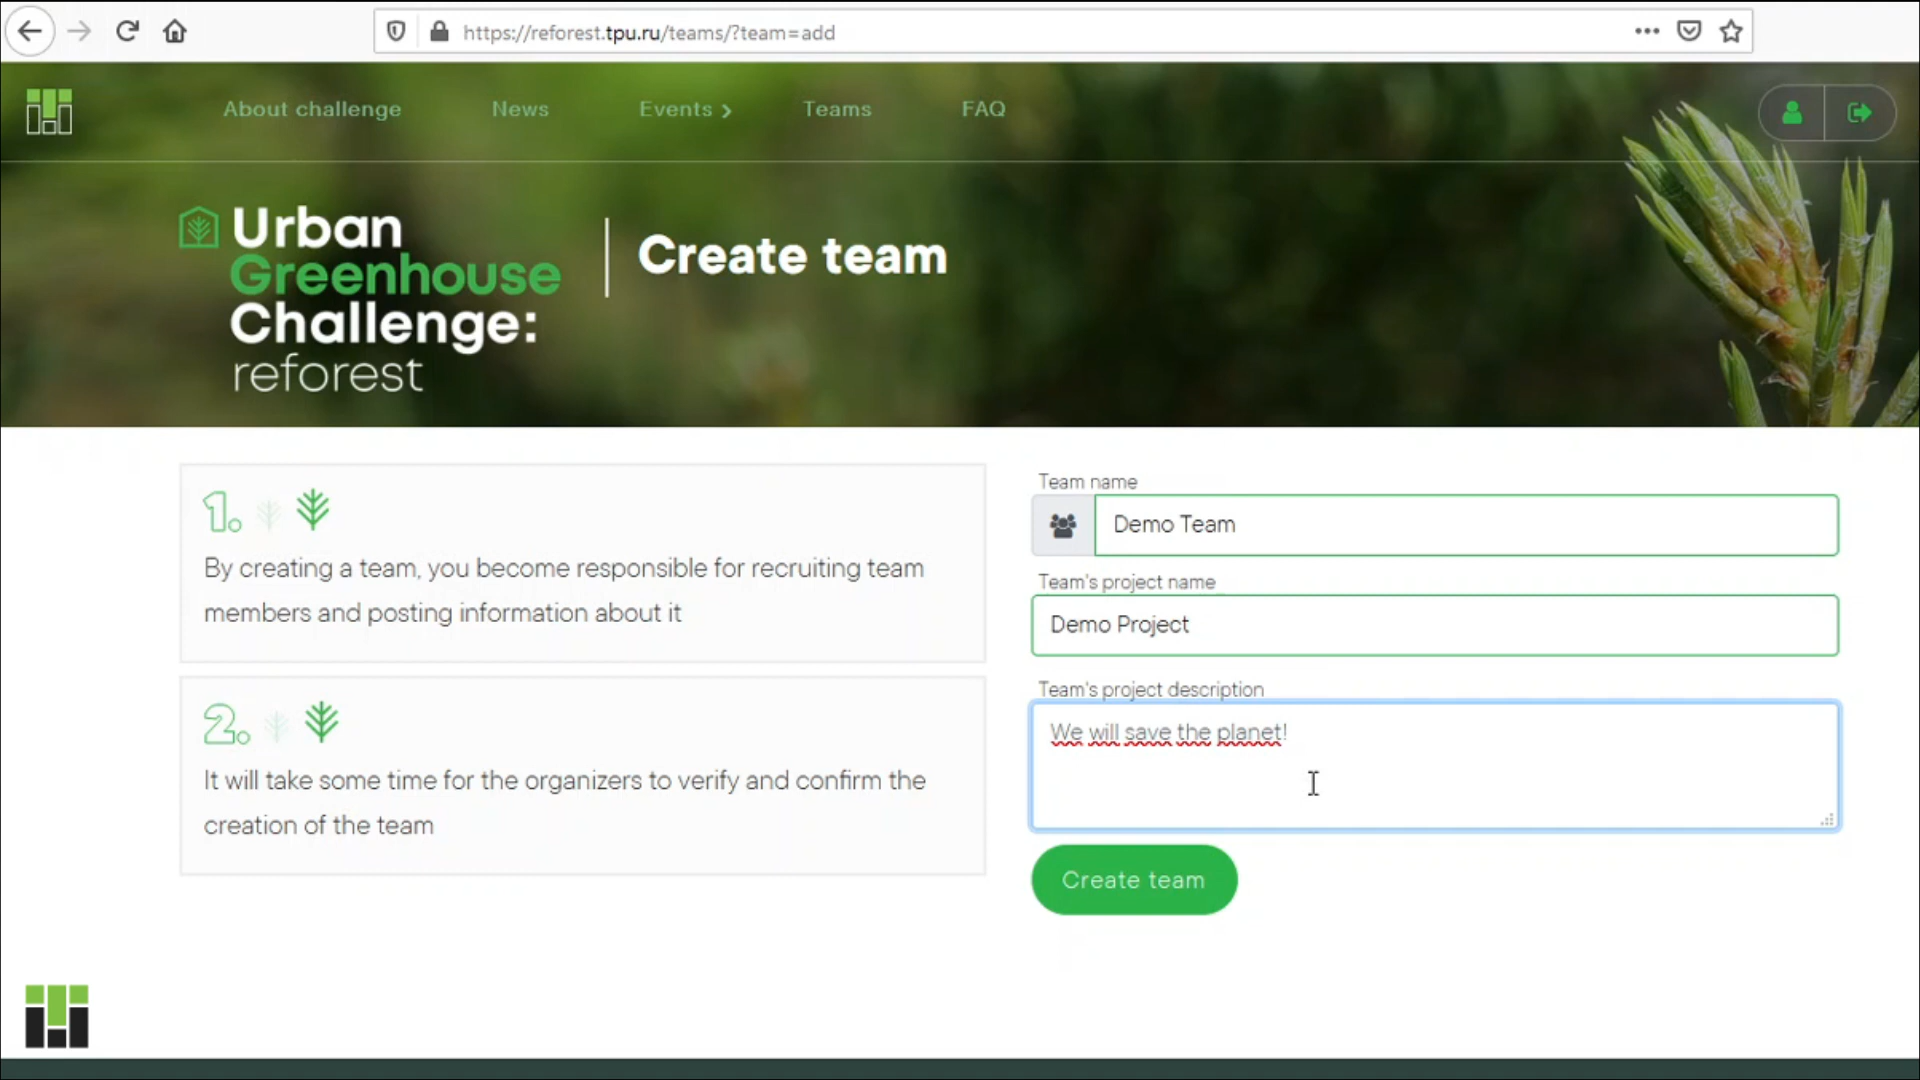 https://reforest.tpu.ru/teams/?team=add
About challenge News Events Teams FAQ
Urban
Greenhouse
Challenge:
reforest
Create team
1.
By creating a team, you become responsible for recruiting team
members and posting information about it
2.
It will take some time for the organizers to verify and confirm the
creation of the team
Team name
Demo Team
Team's project name
Demo Project
Team's project description
We will save the planet!
Create team